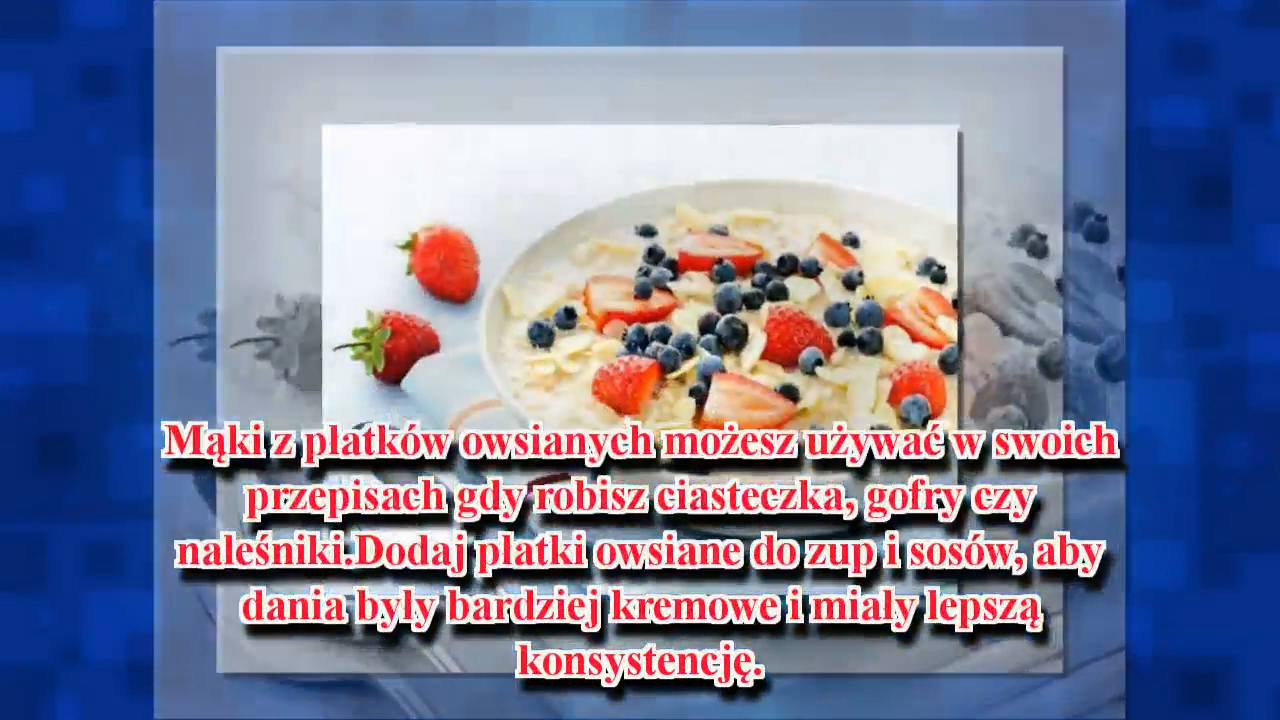 Mąki z płatków owsianych możesz używać w swoich
przepisach gdy robisz ciasteczka, gofry czy
naleśniki.Dodaj płatki owsiane do zup i sosów, aby
dania były bardziej kremowe i miały lepszą
konsystencję.